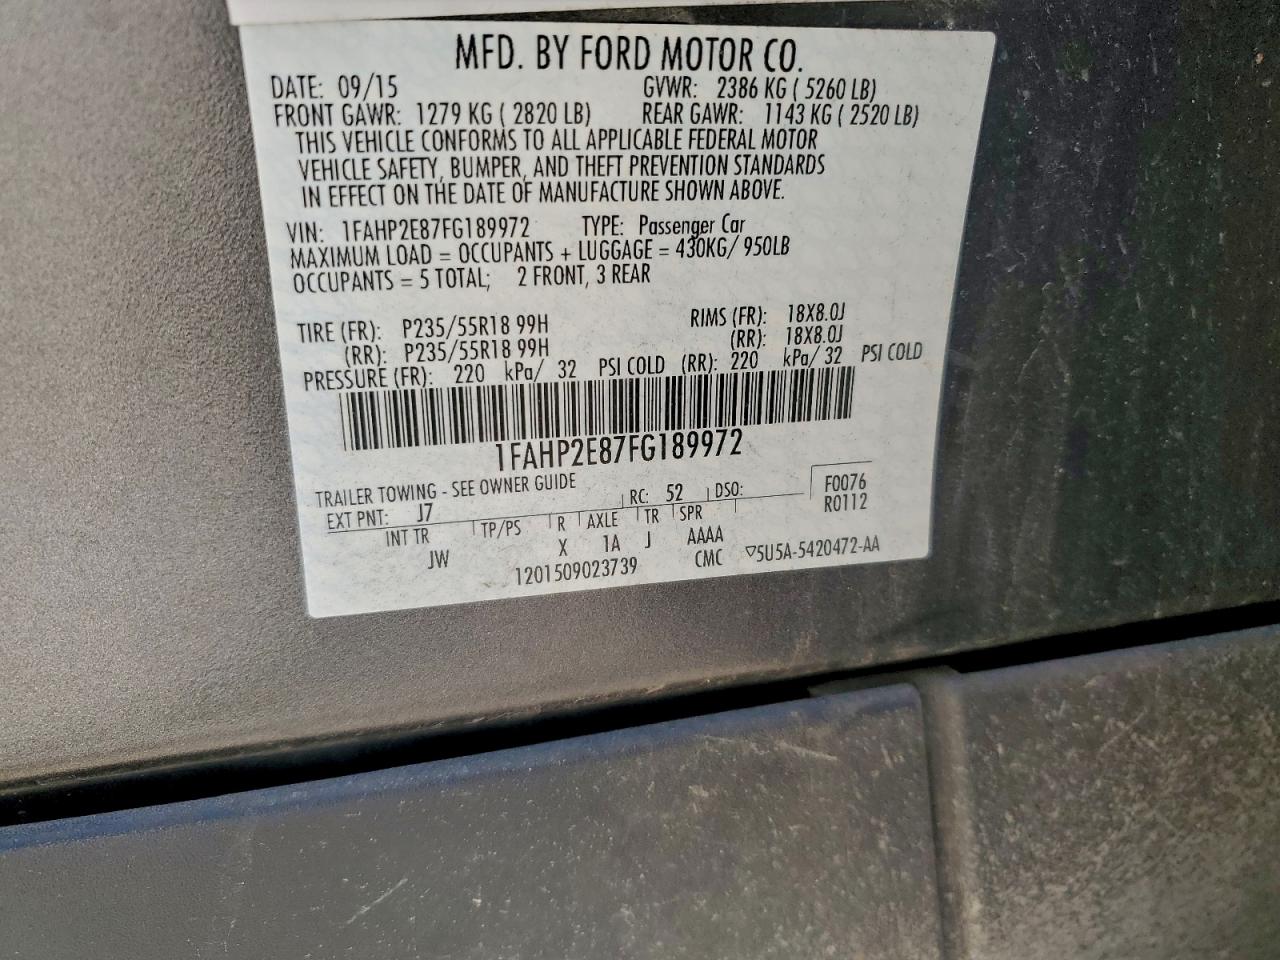 MFD. BY FORD MOTOR CO.
DATE: 09/15 GVWR: 2386 KG ( 5260 LB)
FRONT GAWR: 1279 KG ( 2820 LB) REAR GAWR: 1143 KG ( 2520 LB)
THIS VEHICLE CONFORMS TO ALL APPLICABLE FEDERAL MOTOR
VEHICLE SAFETY, BUMPER, AND THEFT PREVENTION STANDARDS
IN EFFECT ON THE DATE OF MANUFACTURE SHOWN ABOVE.
VIN: 1FAHP2E87FG189972 TYPE: Passenger Car
MAXIMUM LOAD = OCCUPANTS + LUGGAGE = 430KG/ 950LB
OCCUPANTS = 5 TOTAL; 2 FRONT, 3 REAR
TIRE (FR): P235/55R18 99H RIMS (FR): 18X8.0J
(RR): P235/55R18 99H (RR): 18X8.0J
PRESSURE (FR): 220 kPa/ 32 PSI COLD (RR): 220 kPa/ 32 PSI COLD
1FAHP2E87FG189972
TRAILER TOWING - SEE OWNER GUIDE
EXT PNT: J7 RC: 52 DSO: F0076
R0112
INT TR TP/PS R AXLE TR SPR
JW X 1A J AAAA
1201509023739 CMC ▽5U5A-5420472-AA